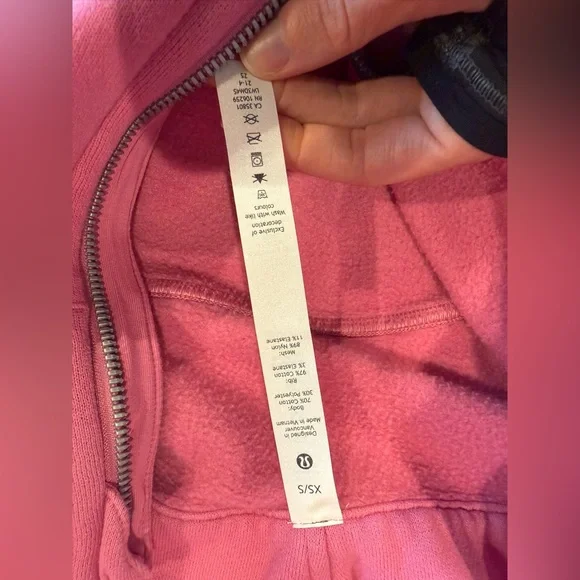 XS/S
Designed in
Vancouver
Made in Vietnam
Body:
70% Cotton
30% Polyester
Rib:
97% Cotton
3% Elastane
Mesh:
89% Nylon
11% Elastane
Exclusive of
decoration
Wash with like
colours
CA 35801
RN 106259
LW3DM4S
21-4